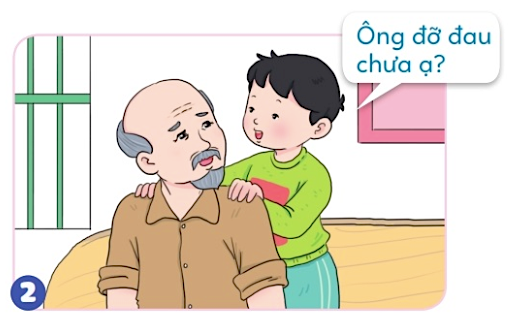 Ông đỡ đau
chưa ạ?
2